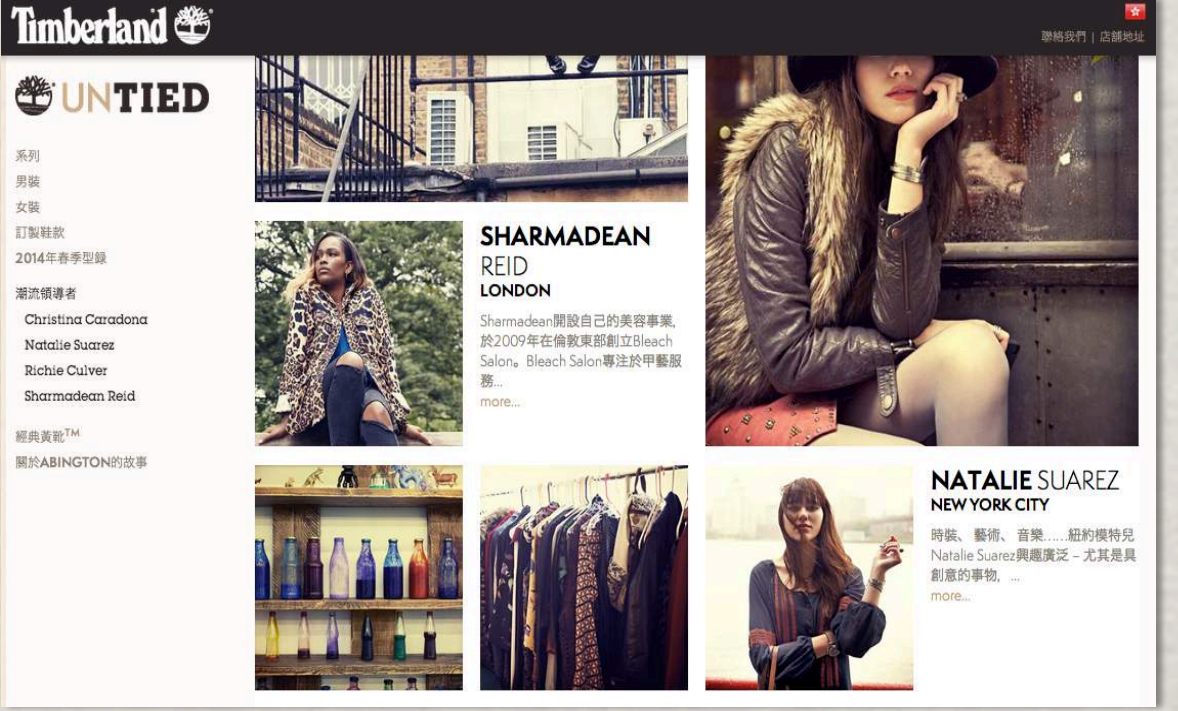 Timberland
聯絡我們 | 店舖地址
UNTIED
系列
男裝
女裝
訂製鞋款
2014年春季型錄
潮流領導者
Christina Caradona
Natalie Suarez
Richie Culver
Sharmadean Reid
經典黃靴™
關於ABINGTON的故事
SHARMADEAN
REID
LONDON
Sharmadean開設自己的美容事業,
於2009年在倫敦東部創立Bleach
Salon。Bleach Salon專注於甲藝服
務...
more...
NATALIE SUAREZ
NEW YORK CITY
時裝、 藝術、 音樂……紐約模特兒
Natalie Suarez興趣廣泛 – 尤其是具
創意的事物, ...
more...